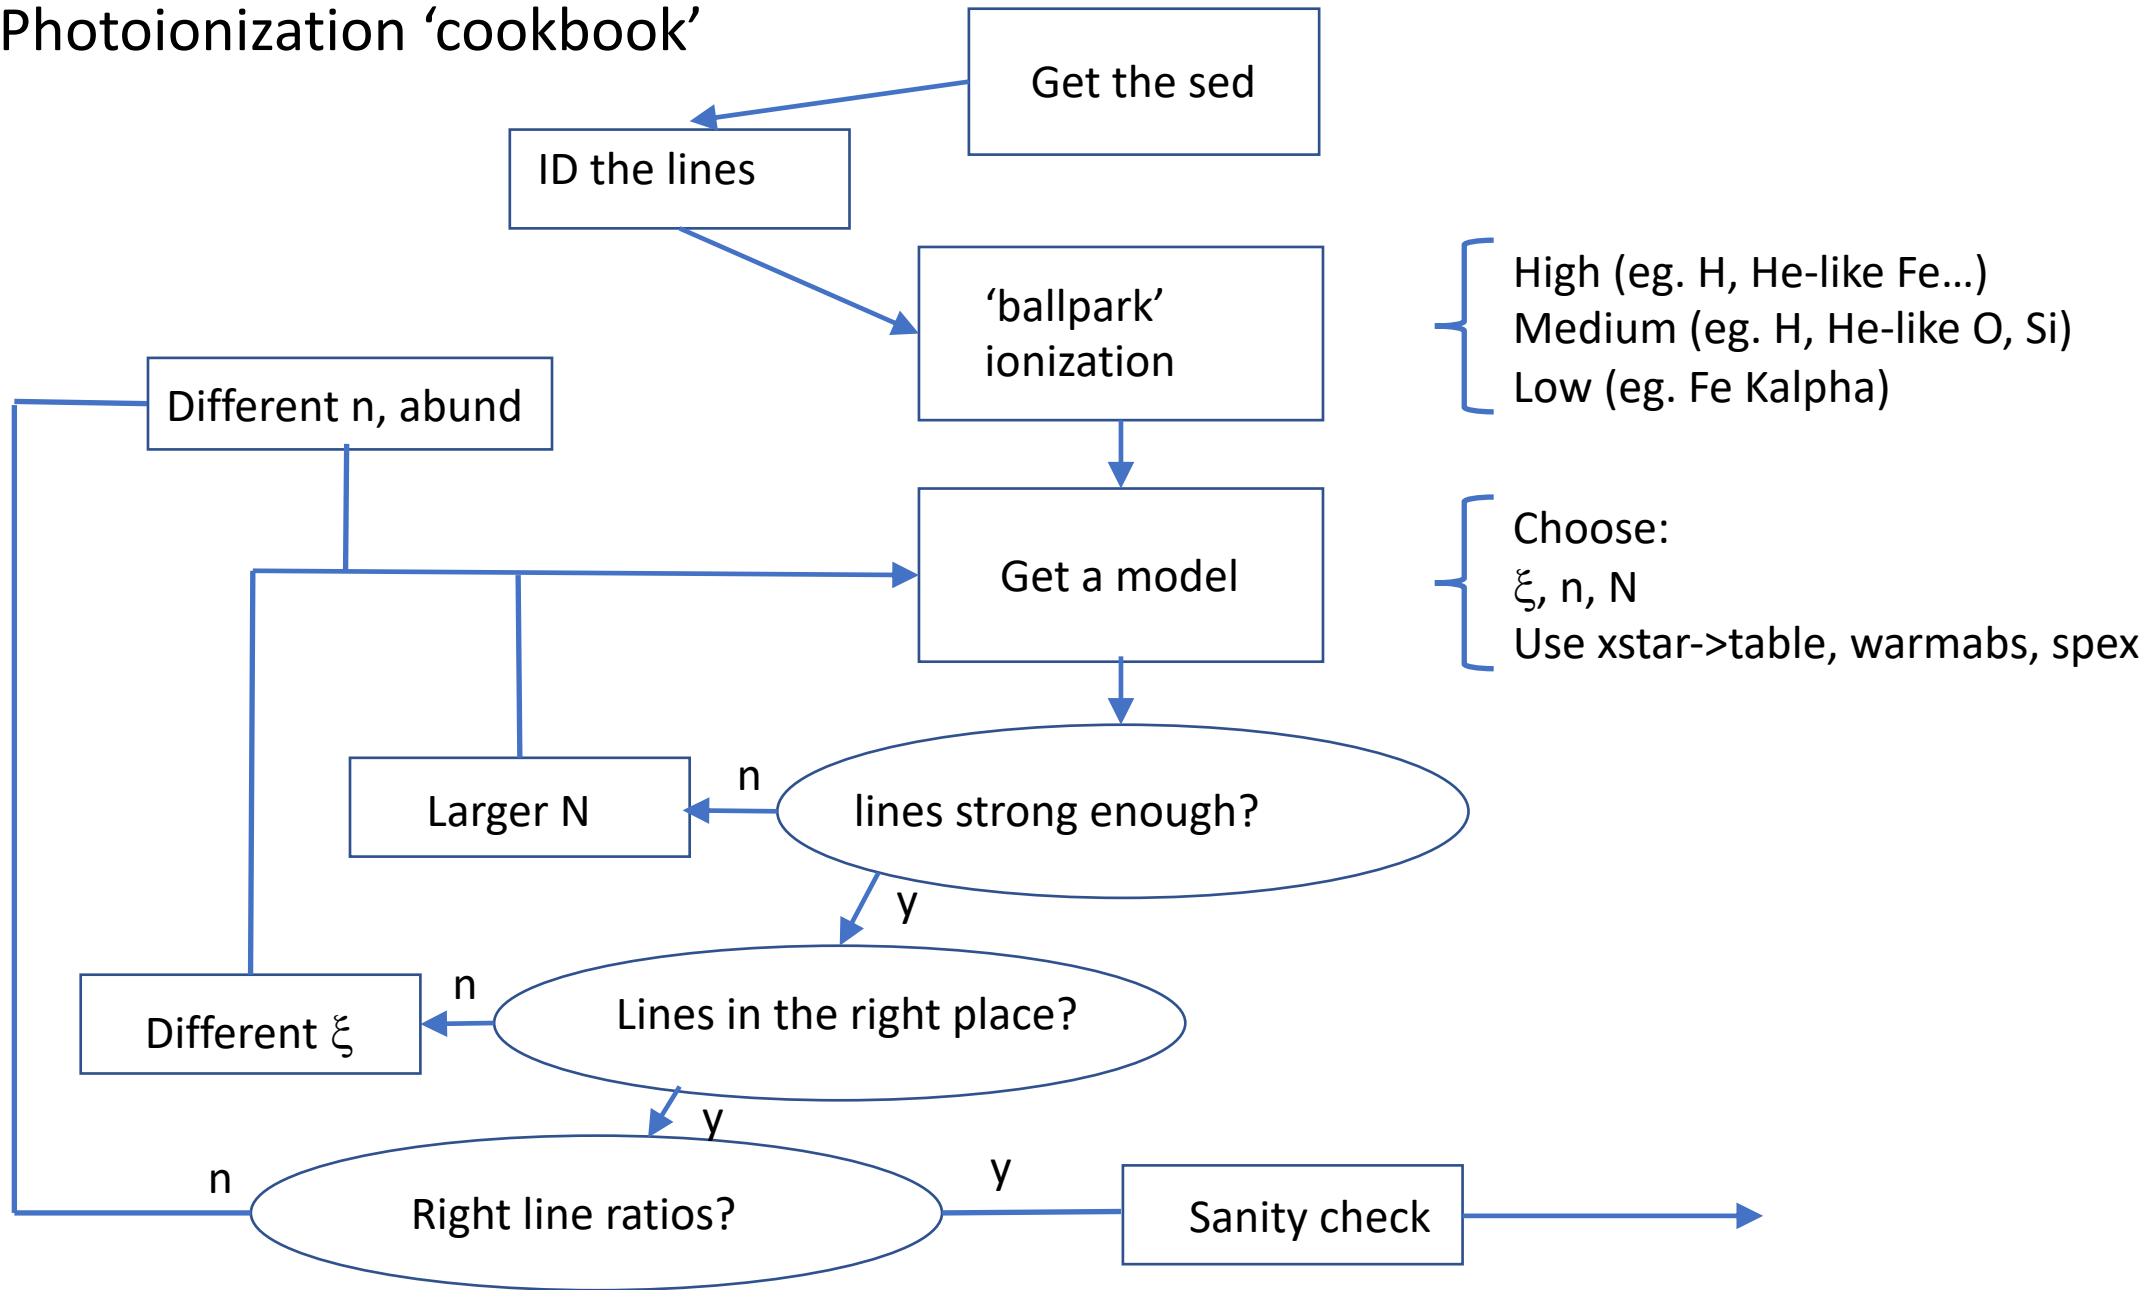 Photoionization ‘cookbook’
Get the sed
ID the lines
‘ballpark’
ionization
High (eg. H, He-like Fe…)
Medium (eg. H, He-like O, Si)
Low (eg. Fe Kalpha)
Different n, abund
Get a model
Choose:
ξ, n, N
Use xstar->table, warmabs, spex
n
Larger N
lines strong enough?
y
n
Different ξ
Lines in the right place?
y
n
Right line ratios?
y
Sanity check